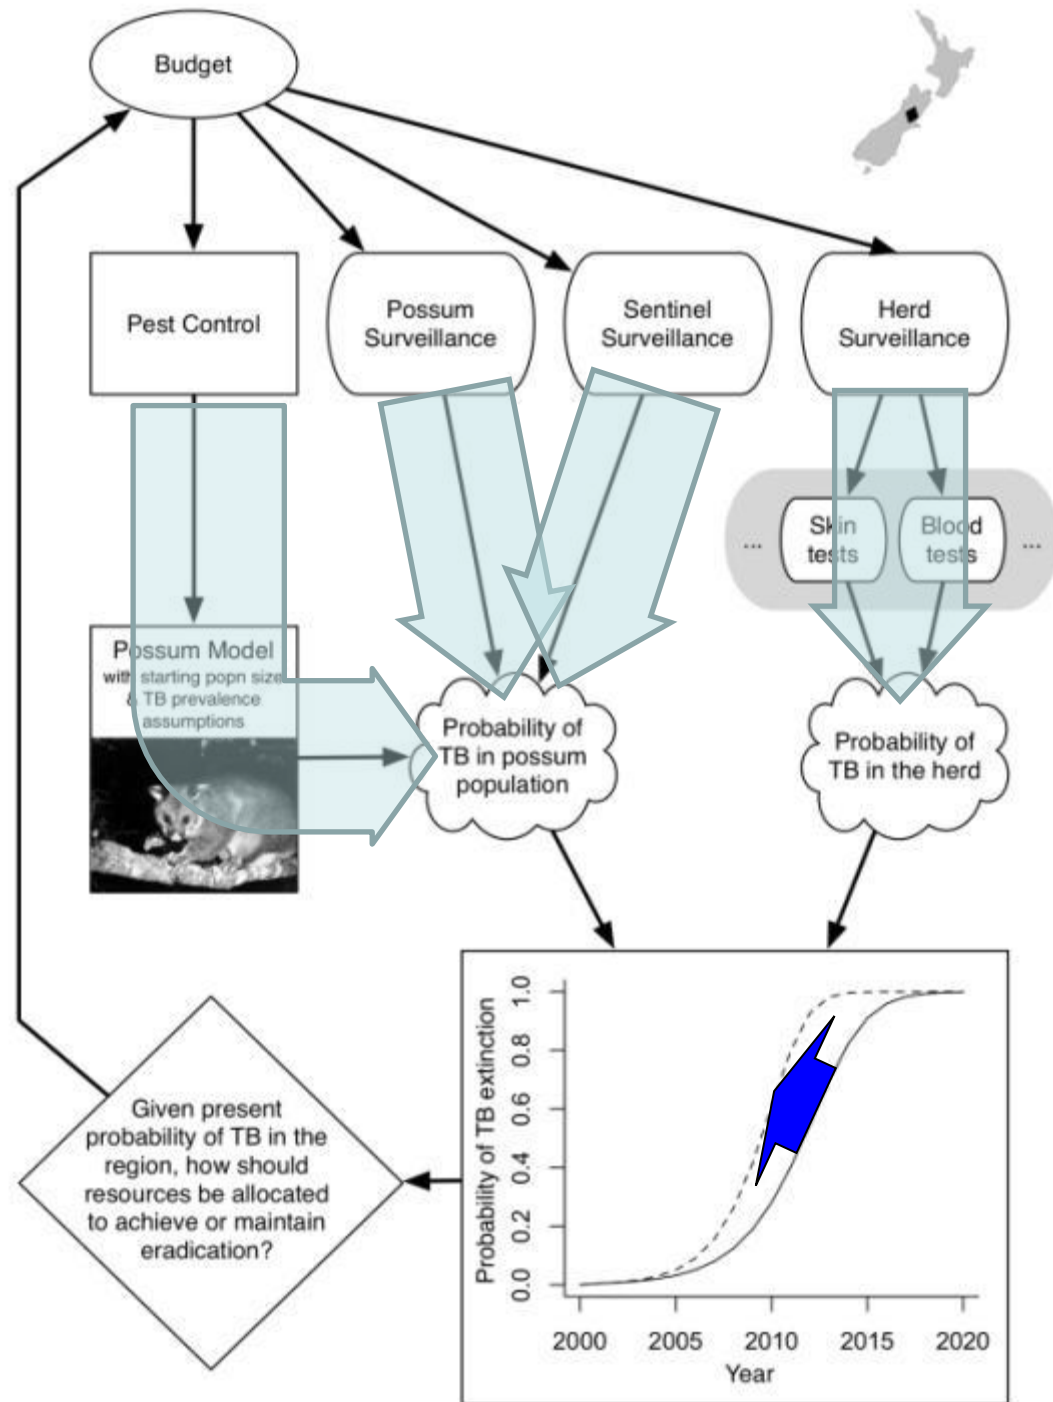 Budget
Pest Control
Possum
Surveillance
Sentinel
Surveillance
Herd
Surveillance
...
Skin
tests
Blood
tests
...
Possum Model
with starting popn size
& TB prevalence
assumptions
Probability of
TB in possum
population
Probability of
TB in the herd
Given present
probability of TB in the
region, how should
resources be allocated
to achieve or maintain
eradication?
Probability of TB extinction
1.0
0.8
0.6
0.4
0.2
0.0
2000 2005 2010 2015 2020
Year